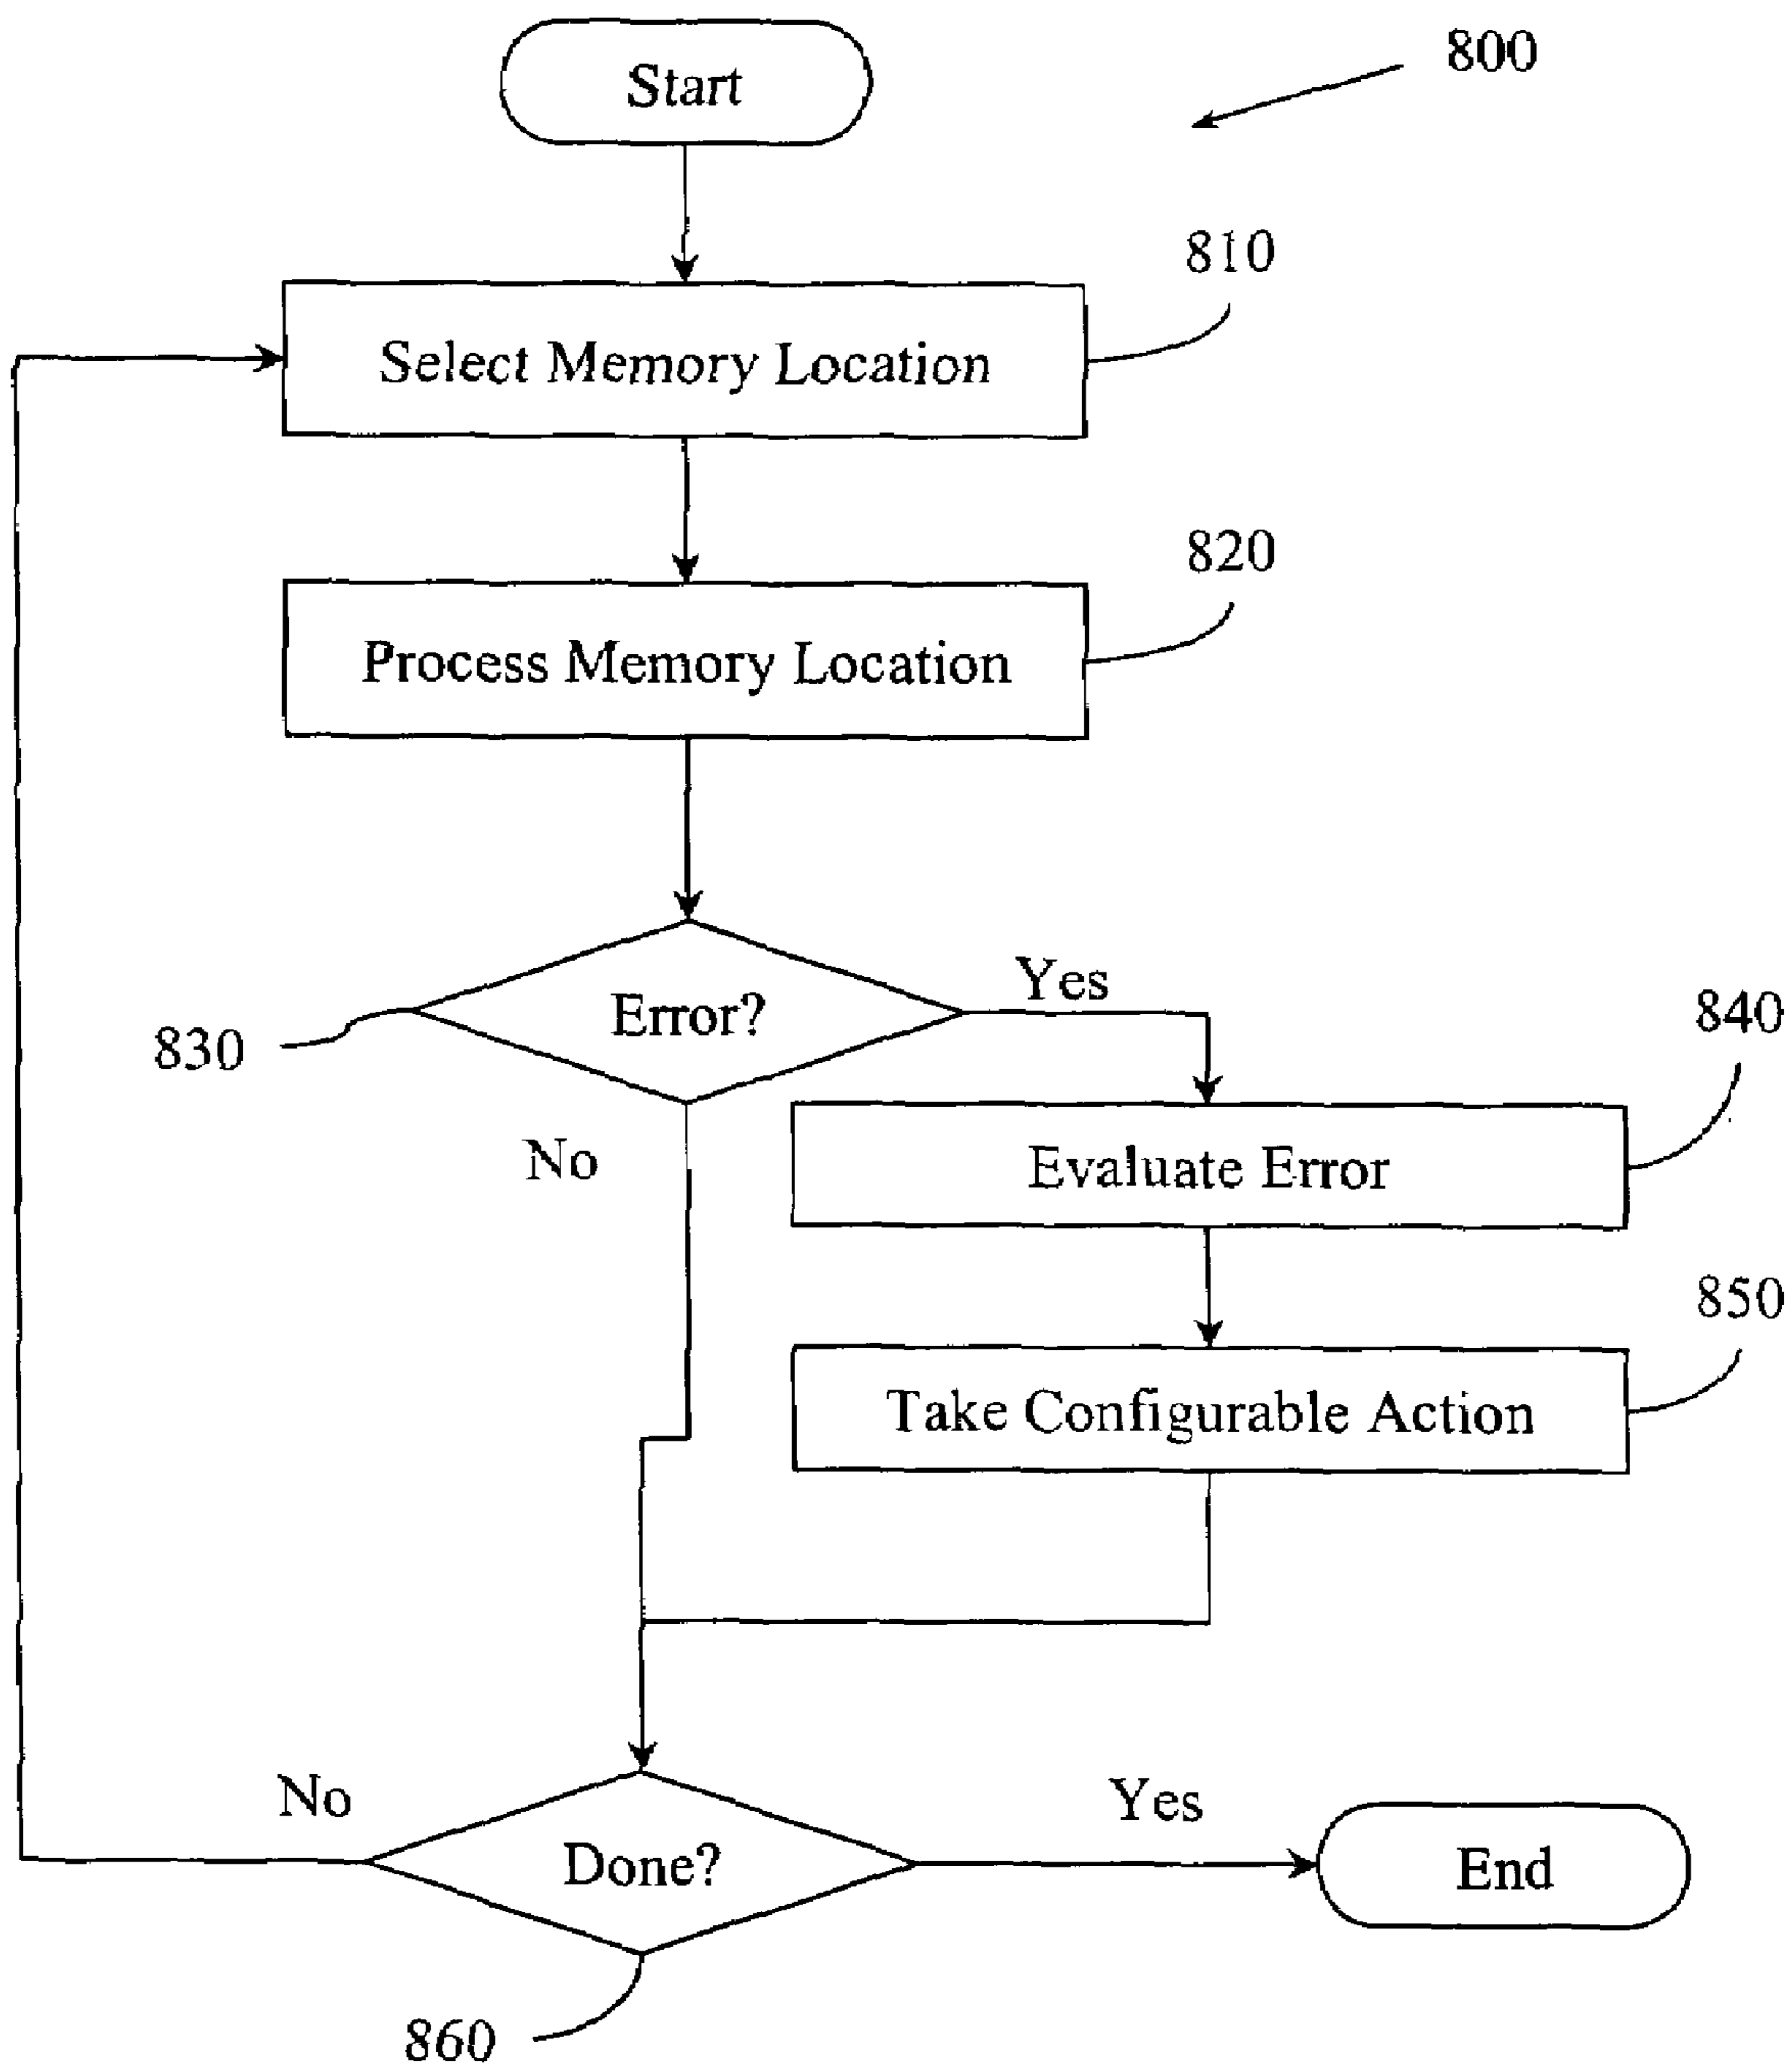 Start
800
810
Select Memory Location
820
Process Memory Location
Yes
Error?
830
840
No
Evaluate Error
850
Take Configurable Action
No
Yes
Done?
End
860